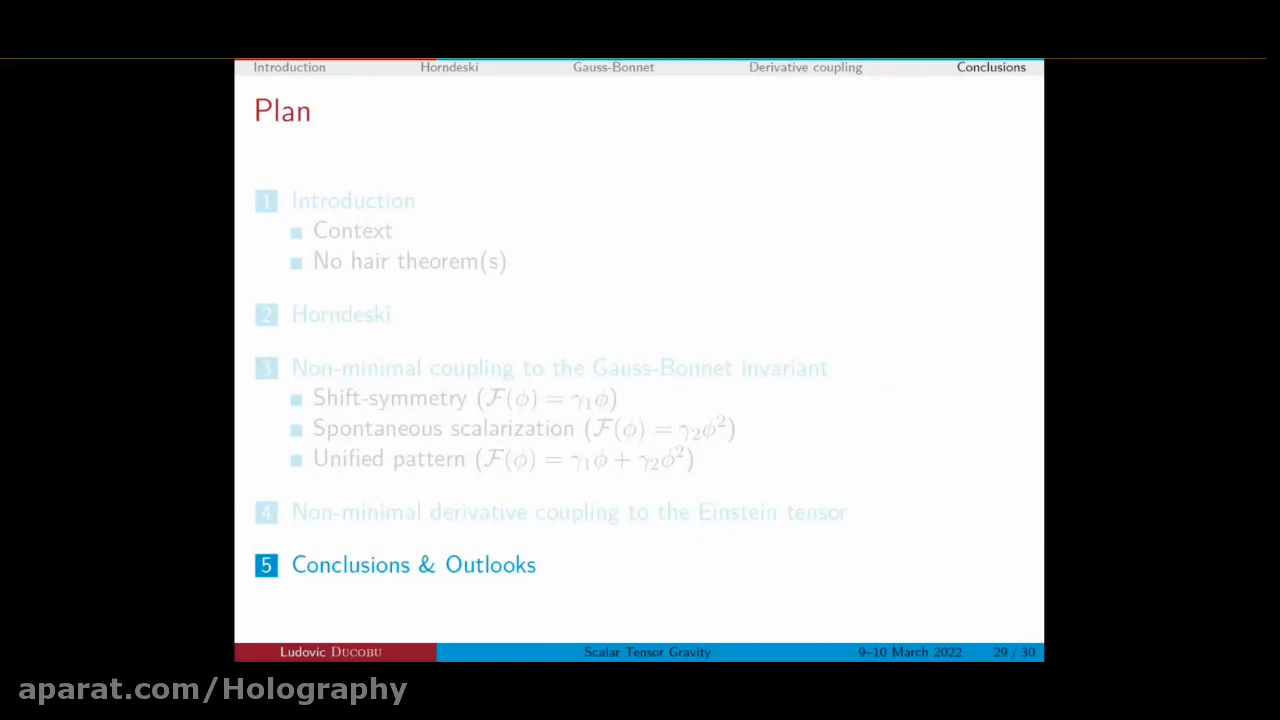 Introduction Horndeski Gauss-Bonnet Derivative coupling Conclusions
Plan
1 Introduction
Context
No hair theorem(s)
2 Horndeski
3 Non-minimal coupling to the Gauss-Bonnet invariant
Shift-symmetry (ℱ(ϕ) = γ₁ϕ)
Spontaneous scalarization (ℱ(ϕ) = γ₂ϕ²)
Unified pattern (ℱ(ϕ) = γ₁ϕ + γ₂ϕ²)
4 Non-minimal derivative coupling to the Einstein tensor
5 Conclusions & Outlooks
Ludovic DUCOBU Scalar Tensor Gravity 9–10 March 2022 29 / 30
aparat.com/Holography